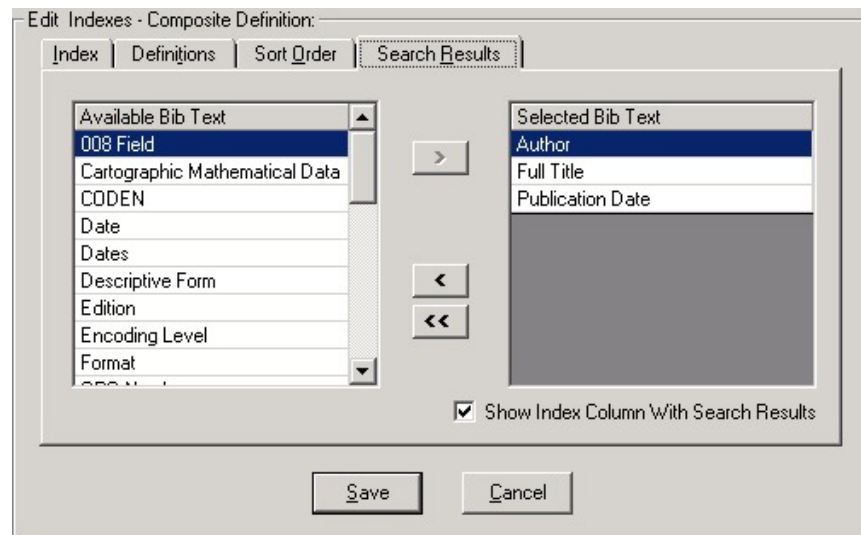 Edit Indexes - Composite Definition:
Index
Definitions
Sort Order
Search Results
Available Bib Text
008 Field
Cartographic Mathematical Data
CODEN
Date
Dates
Descriptive Form
Edition
Encoding Level
Format
>
<
<<
Selected Bib Text
Author
Full Title
Publication Date
Show Index Column With Search Results
Save
Cancel